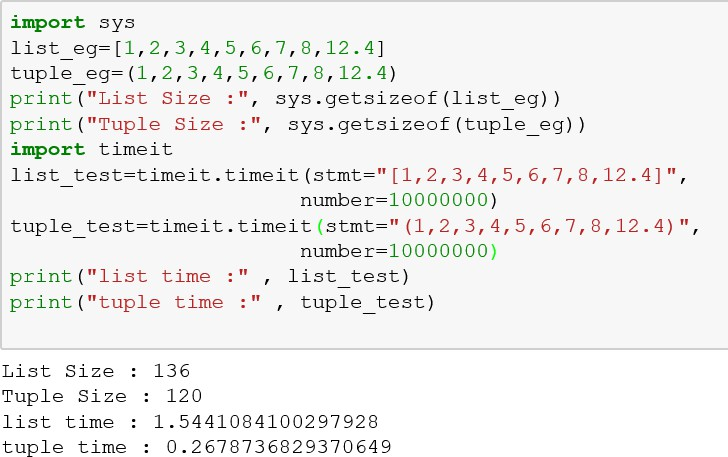 import sys
list_eg=[1,2,3,4,5,6,7,8,12.4]
tuple_eg=(1,2,3,4,5,6,7,8,12.4)
print("List Size :", sys.getsizeof(list_eg))
print("Tuple Size :", sys.getsizeof(tuple_eg))
import timeit
list_test=timeit.timeit(stmt="[1,2,3,4,5,6,7,8,12.4]",
number=10000000)
tuple_test=timeit.timeit(stmt="(1,2,3,4,5,6,7,8,12.4)",
number=10000000)
print("list time :" , list_test)
print("tuple time :" , tuple_test)
List Size : 136
Tuple Size : 120
list time : 1.5441084100297928
tuple time : 0.2678736829370649